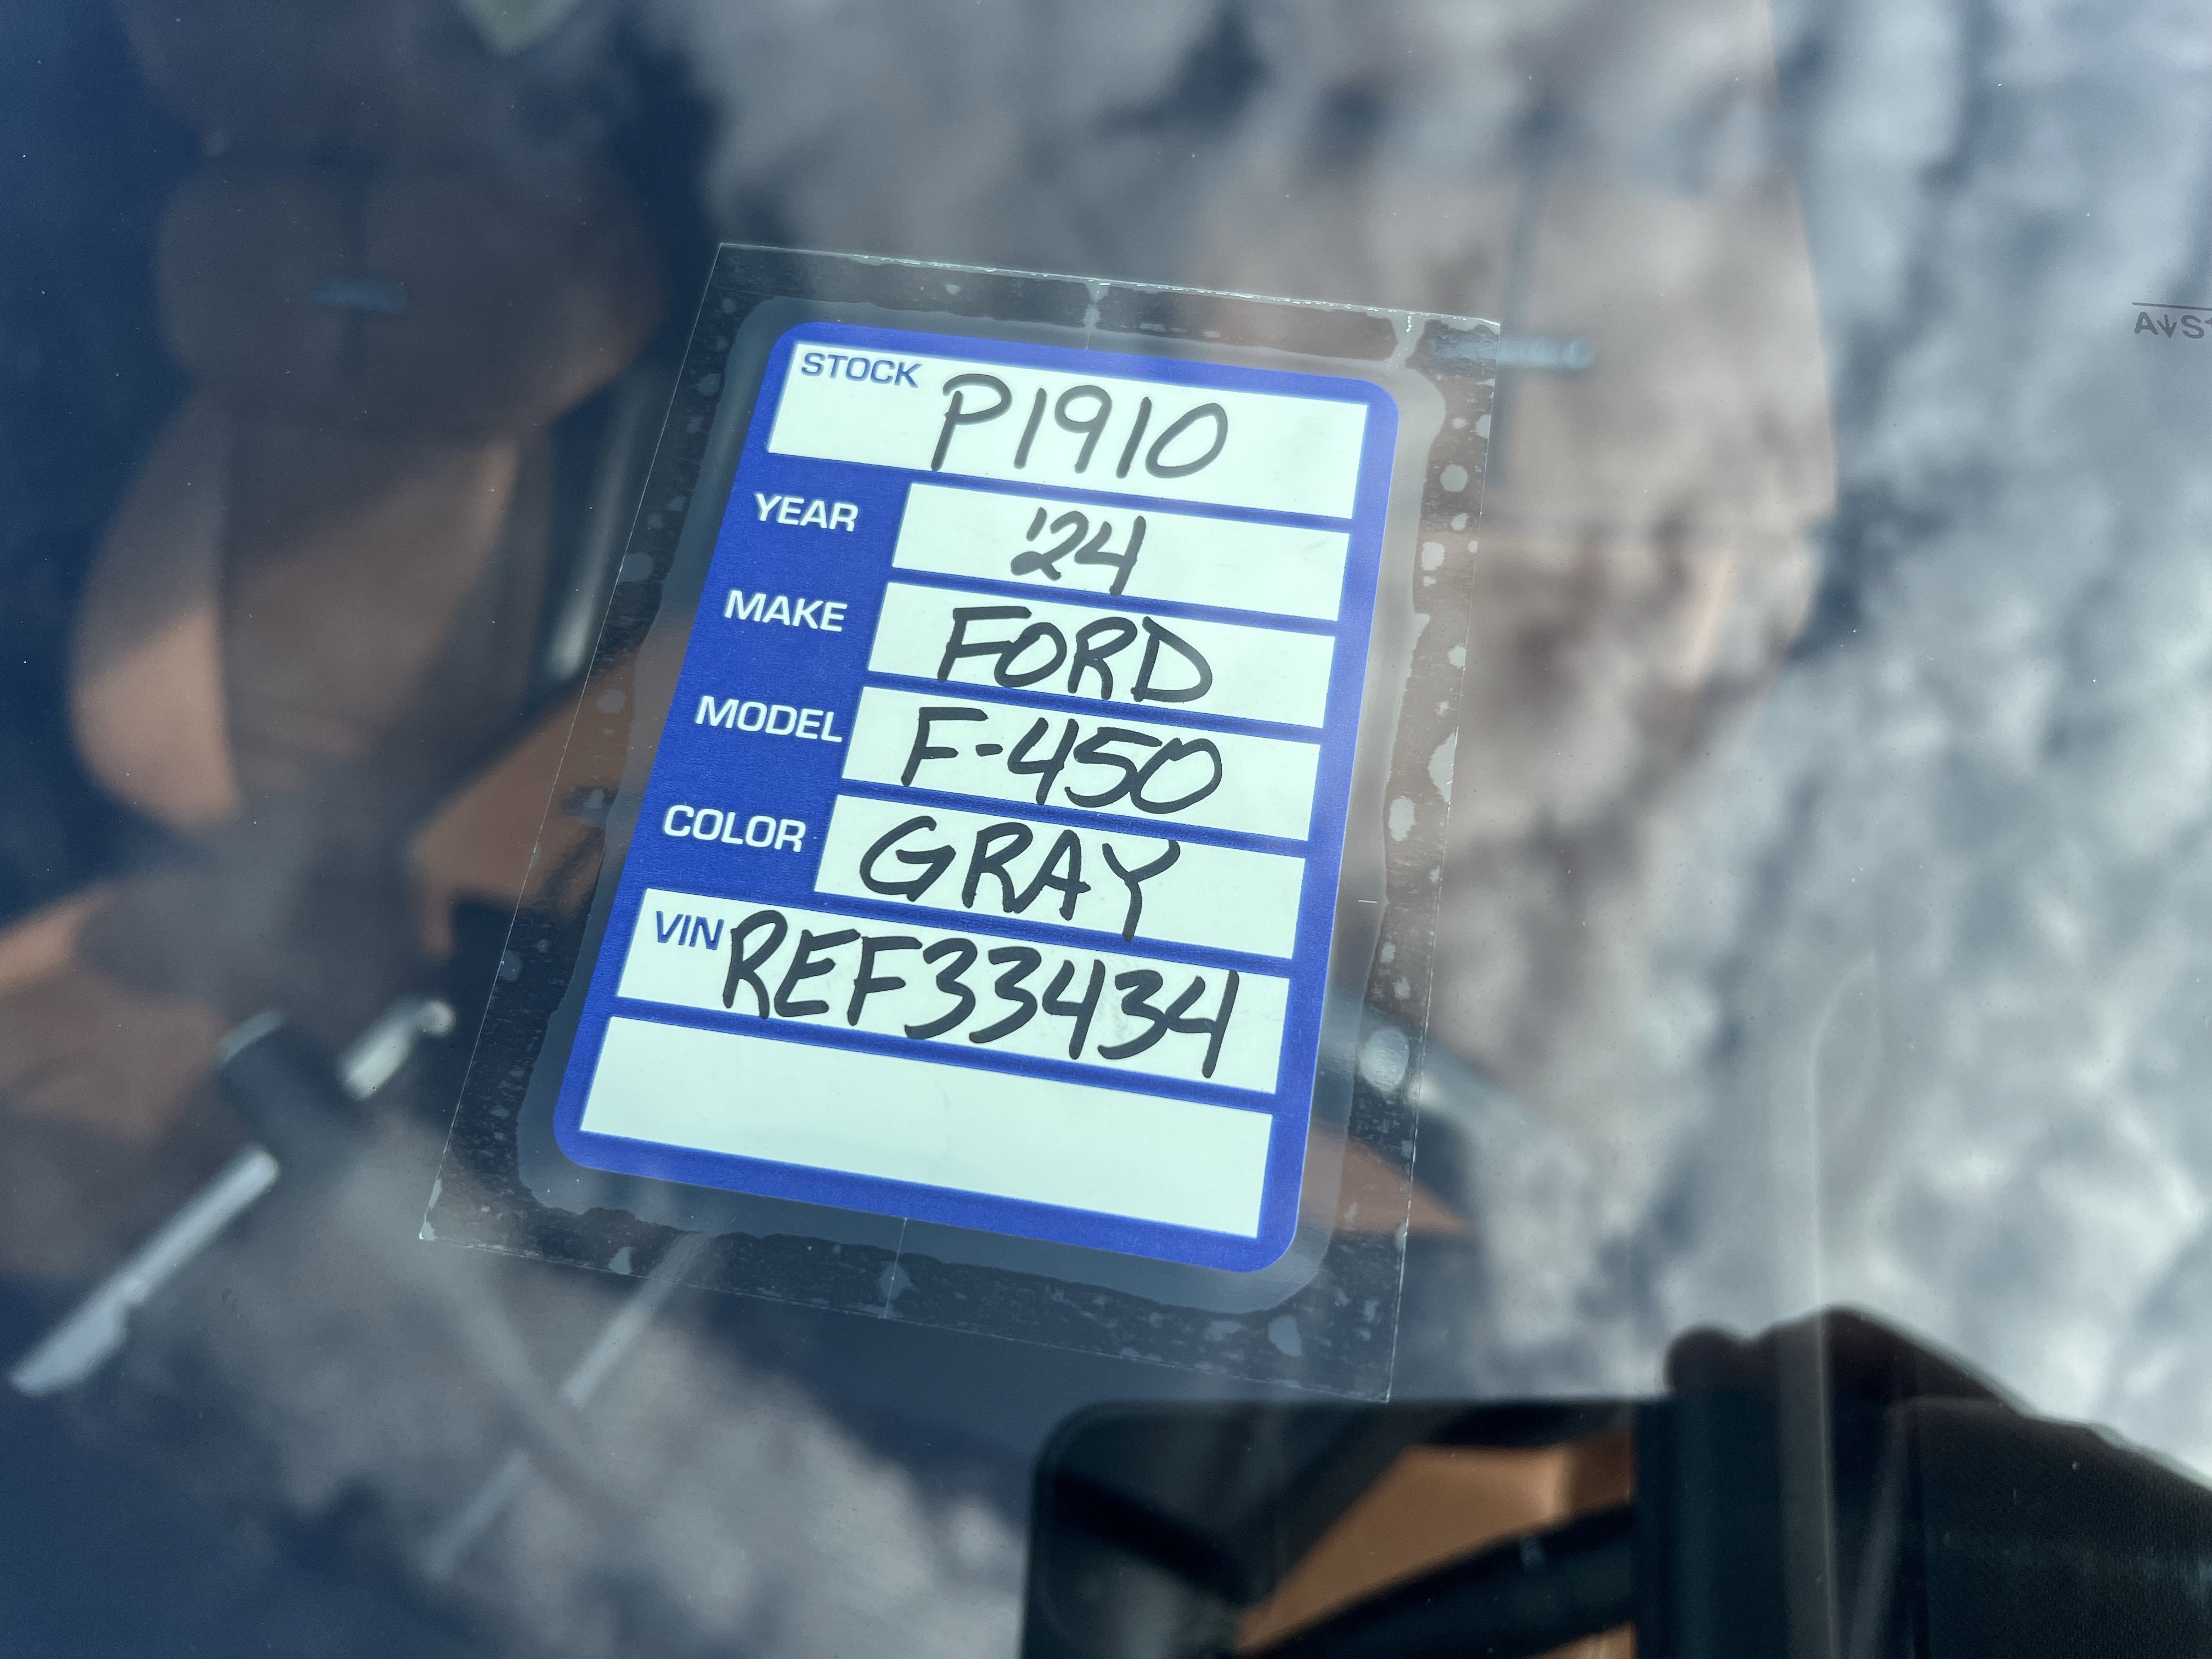 STOCK P1910
YEAR '24
MAKE FORD
MODEL F-450
COLOR GRAY
VIN REF33434